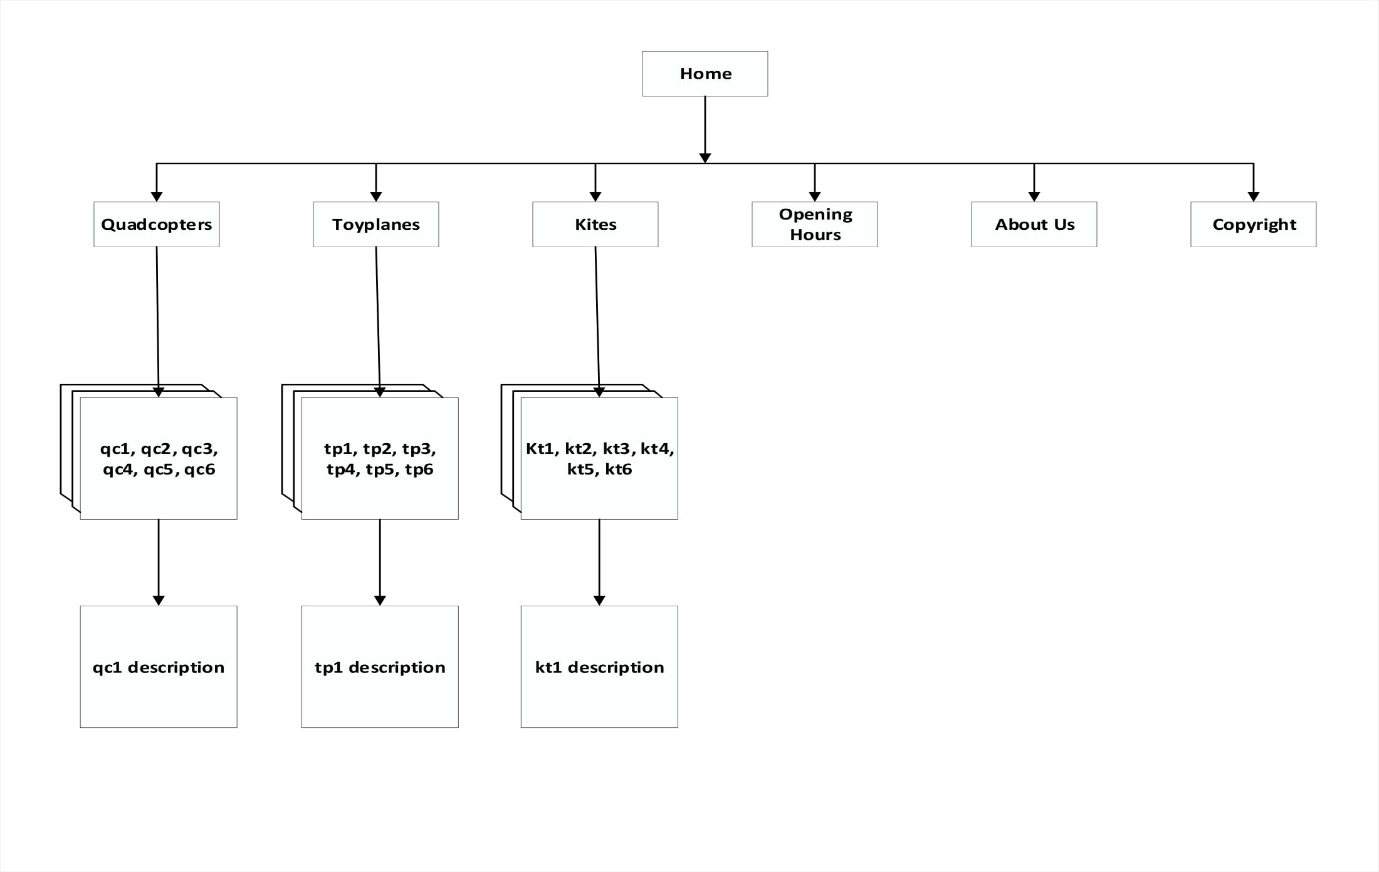 Home
Quadcopters
Toyplanes
Kites
Opening
Hours
About Us
Copyright
qc1, qc2, qc3,
qc4, qc5, qc6
tp1, tp2, tp3,
tp4, tp5, tp6
Kt1, kt2, kt3, kt4,
kt5, kt6
qc1 description
tp1 description
kt1 description